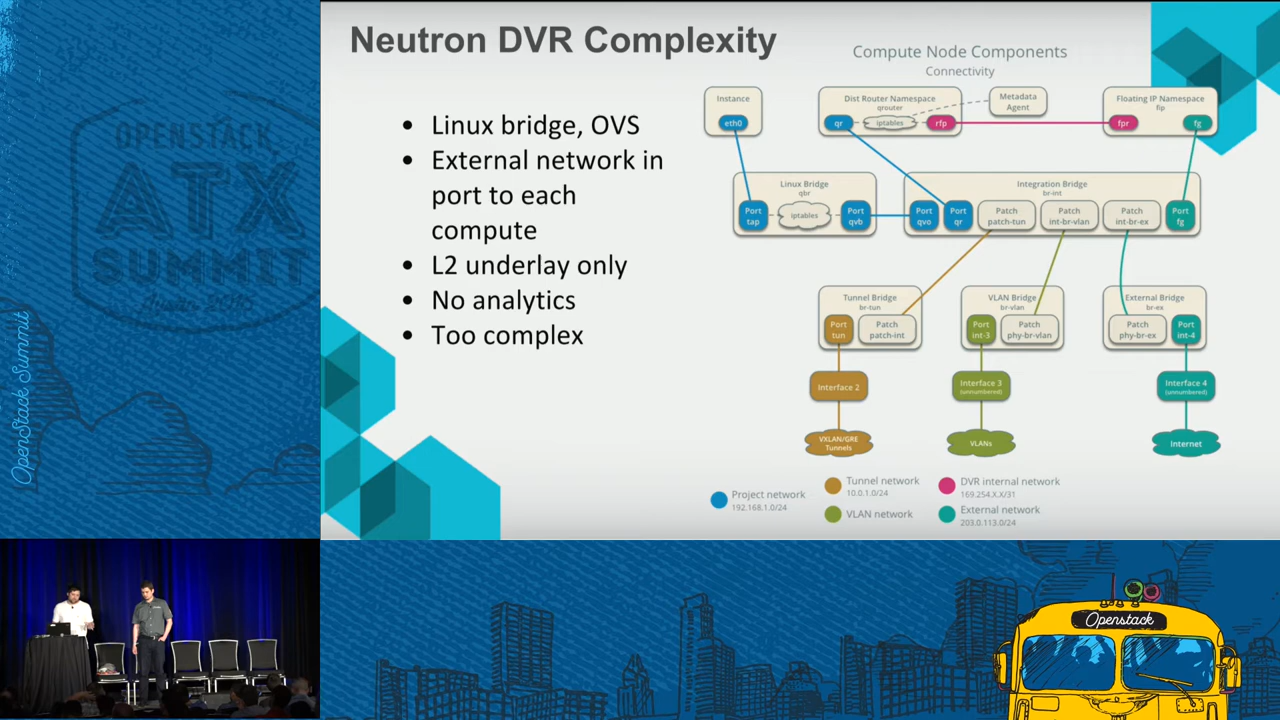 Neutron DVR Complexity
Linux bridge, OVS
External network in
port to each
compute
L2 underlay only
No analytics
Too complex
Compute Node Components
Connectivity
Instance
eth0
Dist Router Namespace
qrouter
qr
iptables
rfp
Metadata
Agent
Floating IP Namespace
fip
fpr
fg
Linux Bridge
qbr
Port
tap
iptables
Port
qvb
Integration Bridge
br-int
Port
qvo
Port
qr
Patch
patch-tun
Patch
int-br-vlan
Patch
int-br-ex
Port
fg
Tunnel Bridge
br-tun
Port
tun
Patch
patch-int
VLAN Bridge
br-vlan
Port
int-3
Patch
phy-br-vlan
External Bridge
br-ex
Patch
phy-br-ex
Port
int-4
Interface 2
Interface 3
(unnumbered)
Interface 4
(unnumbered)
VXLAN/GRE
Tunnels
VLANs
Internet
Project network
192.168.1.0/24
Tunnel network
10.0.1.0/24
VLAN network
DVR internal network
169.254.X.X/31
External network
203.0.113.0/24
OpenStack Summit
ATX
SUMMIT
Openstack